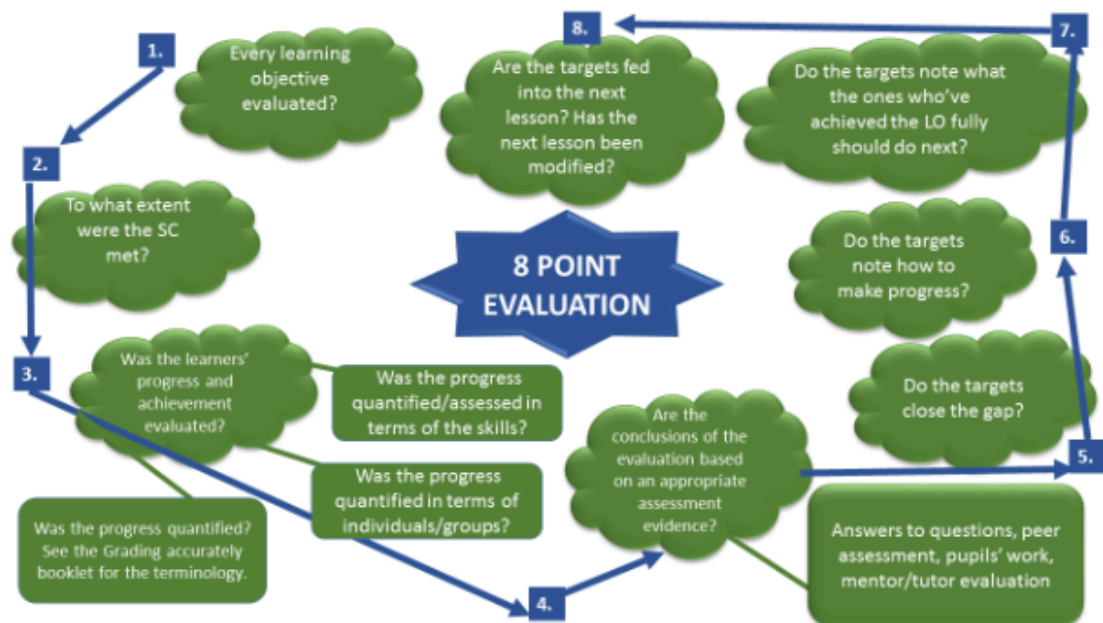 1.
Every learning
objective
evaluated?
2.
To what extent
were the SC
met?
3.
Was the learners'
progress and
achievement
evaluated?
Was the progress
quantified/assessed in
terms of the skills?
Was the progress
quantified in terms of
individuals/groups?
Was the progress quantified?
See the Grading accurately
booklet for the terminology.
4.
Are the
conclusions of the
evaluation based
on an appropriate
assessment
evidence?
Answers to questions, peer
assessment, pupils' work,
mentor/tutor evaluation
5.
Do the targets
close the gap?
6.
Do the targets
note how to
make progress?
7.
Do the targets note what
the ones who've
achieved the LO fully
should do next?
8.
Are the targets fed
into the next
lesson? Has the
next lesson been
modified?
8 POINT
EVALUATION